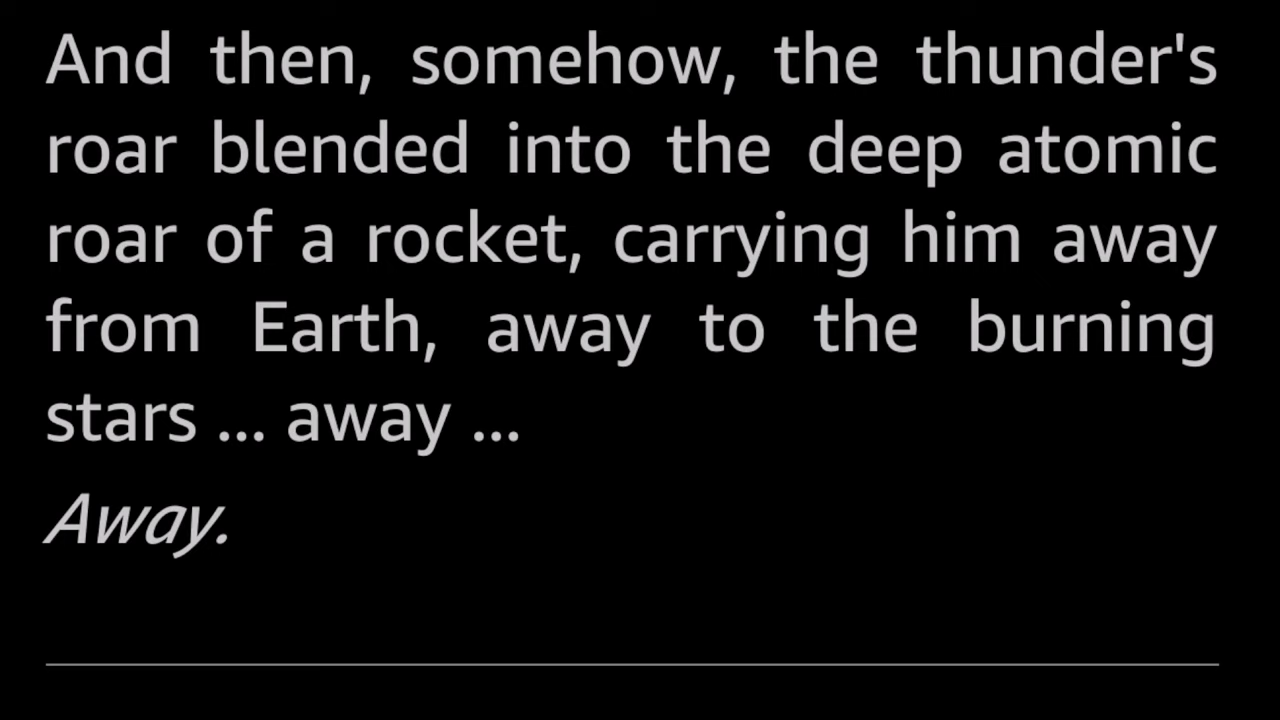 And then, somehow, the thunder's
roar blended into the deep atomic
roar of a rocket, carrying him away
from Earth, away to the burning
stars ... away ...
Away.